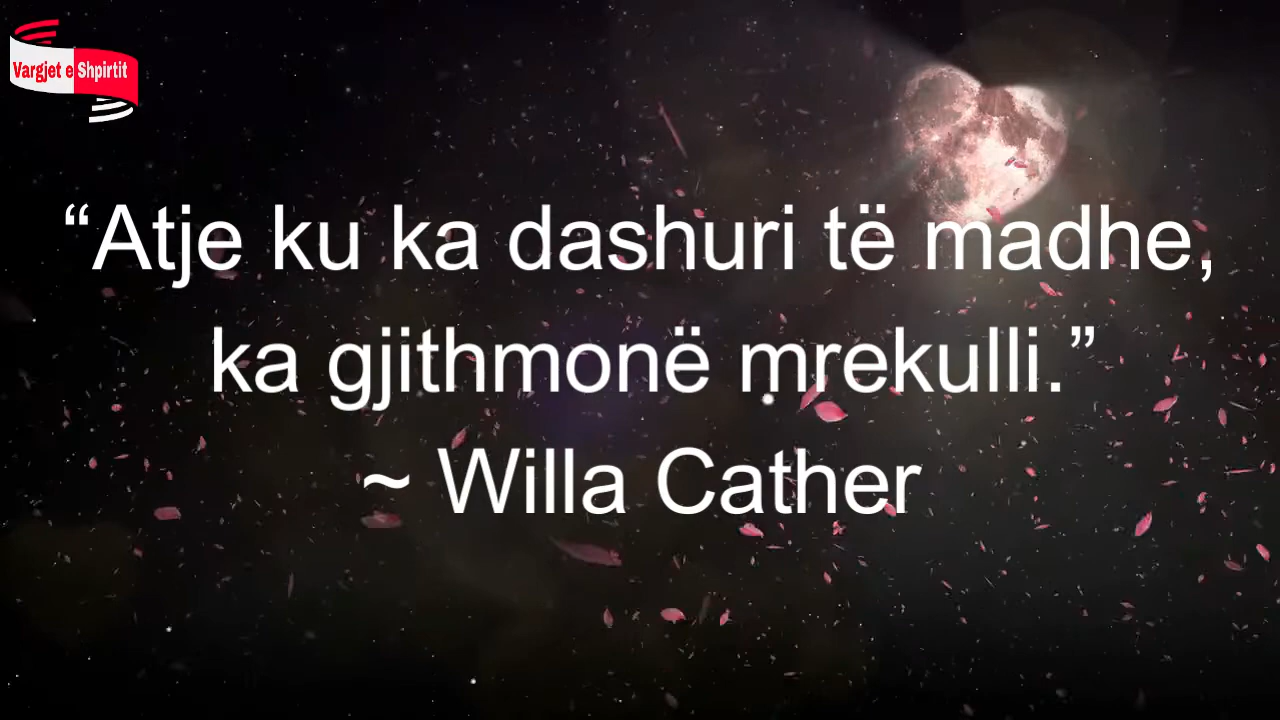 Vargjet e Shpirtit
“Atje ku ka dashuri të madhe,
ka gjithmonë mrekulli.”
~ Willa Cather